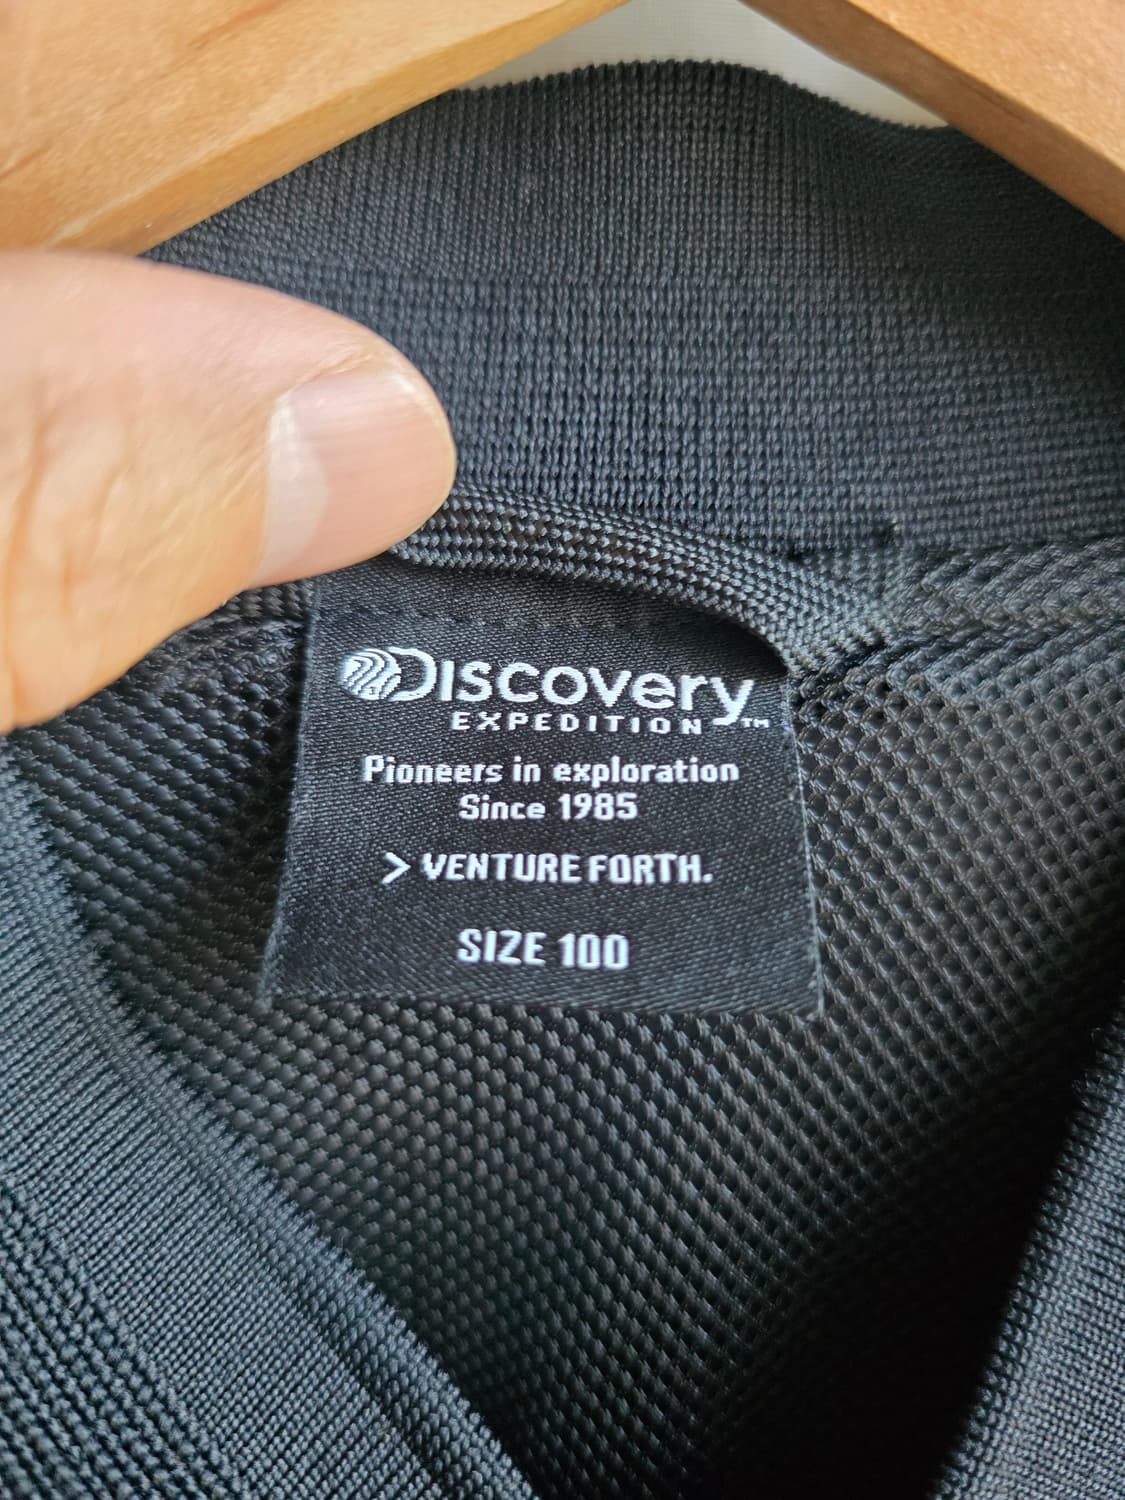 Discovery
EXPEDITION™
Pioneers in exploration
Since 1985
> VENTURE FORTH.
SIZE 100